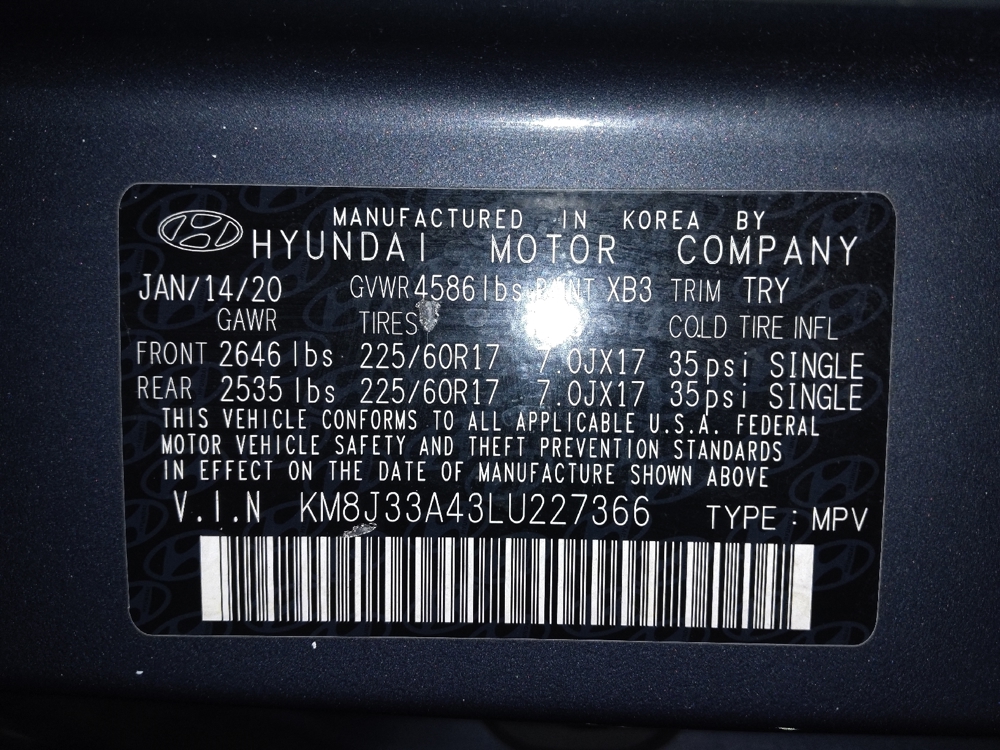 MANUFACTURED IN KOREA BY
HYUNDAI MOTOR COMPANY
JAN/14/20 GVWR 4586 lbs XB3 TRIM TRY
GAWR TIRES COLD TIRE INFL
FRONT 2646 lbs 225/60R17 7.0JX17 35psi SINGLE
REAR 2535 lbs 225/60R17 7.0JX17 35psi SINGLE
THIS VEHICLE CONFORMS TO ALL APPLICABLE U.S.A. FEDERAL
MOTOR VEHICLE SAFETY AND THEFT PREVENTION STANDARDS
IN EFFECT ON THE DATE OF MANUFACTURE SHOWN ABOVE
V.I.N KM8J33A43LU227366 TYPE : MPV